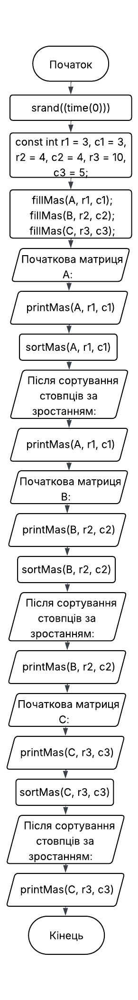 Початок
srand((time(0)))
const int r1 = 3, c1 = 3,
r2 = 4, c2 = 4, r3 = 10,
c3 = 5;
fillMas(A, r1, c1);
fillMas(B, r2, c2);
fillMas(C, r3, c3);
Початкова матриця
A:
printMas(A, r1, c1)
sortMas(A, r1, c1)
Після сортування
стовпців за
зростанням:
printMas(A, r1, c1)
Початкова матриця
B:
printMas(B, r2, c2)
sortMas(B, r2, c2)
Після сортування
стовпців за
зростанням:
printMas(B, r2, c2)
Початкова матриця
C:
printMas(C, r3, c3)
sortMas(C, r3, c3)
Після сортування
стовпців за
зростанням:
printMas(C, r3, c3)
Кінець